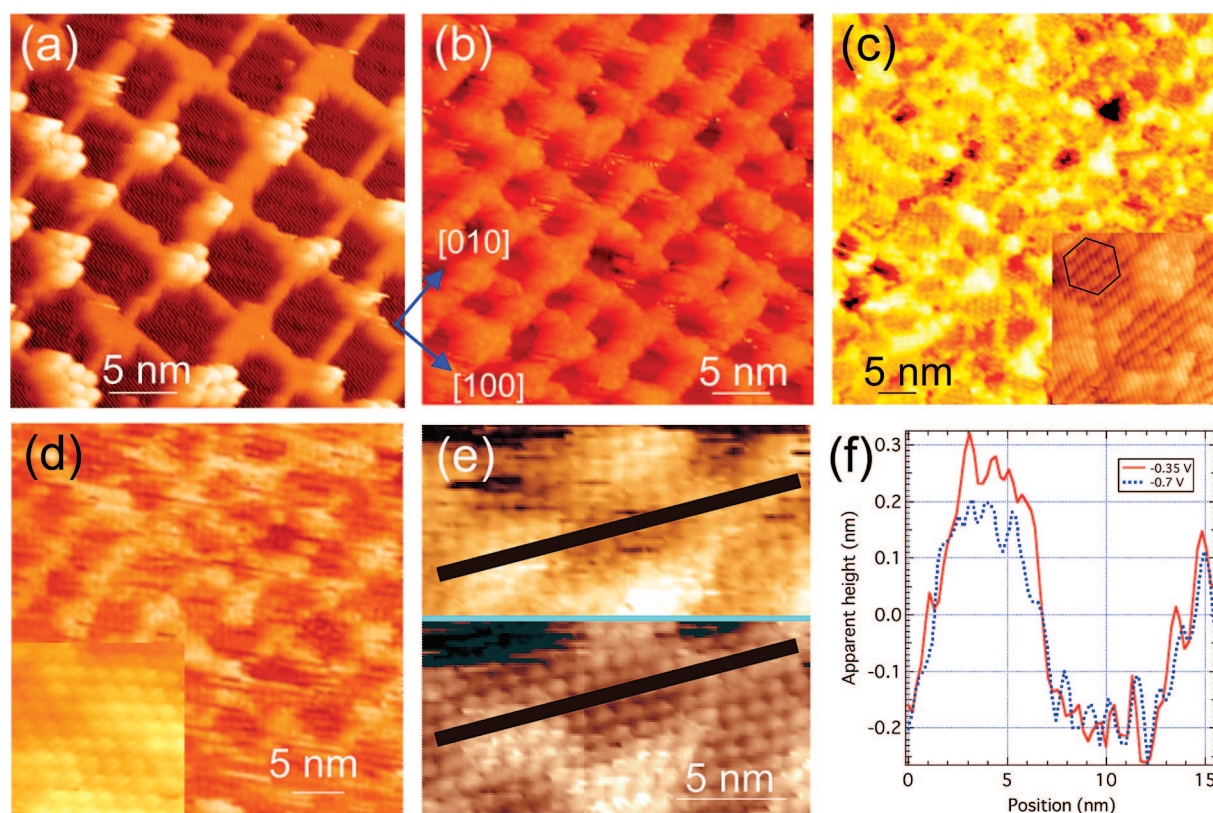 (a)
5 nm
(b)
[010]
[100]
5 nm
(c)
5 nm
(d)
5 nm
(e)
5 nm
(f)
0.3
0.2
0.1
0.0
-0.1
-0.2
Apparent height (nm)
-0.35 V
-0.7 V
0
5
10
15
Position (nm)